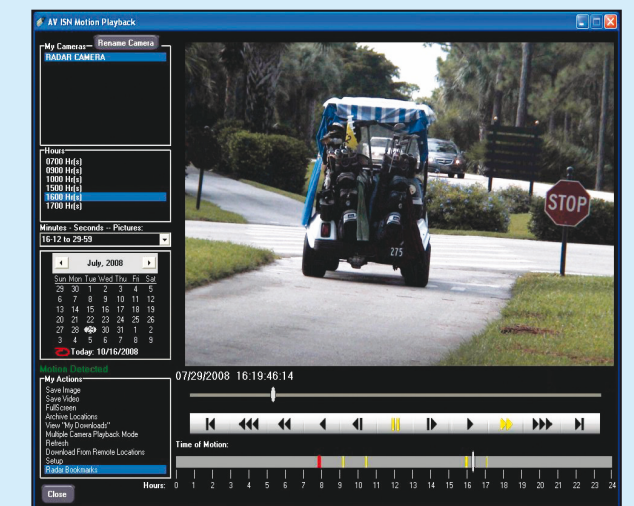 AV ISN Motion Playback
My Cameras
Rename Camera
RADAR CAMERA
Hours
0700 Hr(s)
0900 Hr(s)
1000 Hr(s)
1500 Hr(s)
1600 Hr(s)
1700 Hr(s)
Minutes - Seconds -- Pictures:
16-12 to 29-59
July, 2008
Sun Mon Tue Wed Thu Fri Sat
29 30 1 2 3 4 5
6 7 8 9 10 11 12
13 14 15 16 17 18 19
20 21 22 23 24 25 26
27 28 29 30 31 1 2
3 4 5 6 7 8 9
Today: 10/16/2008
Motion Detected
My Actions
Save Image
Save Video
FullScreen
Archive Locations
View "My Downloads"
Multiple Camera Playback Mode
Refresh
Download From Remote Locations
Setup
Radar Bookmarks
Close
275
STOP
07/29/2008 16:19:46:14
Time of Motion:
Hours: 0 1 2 3 4 5 6 7 8 9 10 11 12 13 14 15 16 17 18 19 20 21 22 23 24